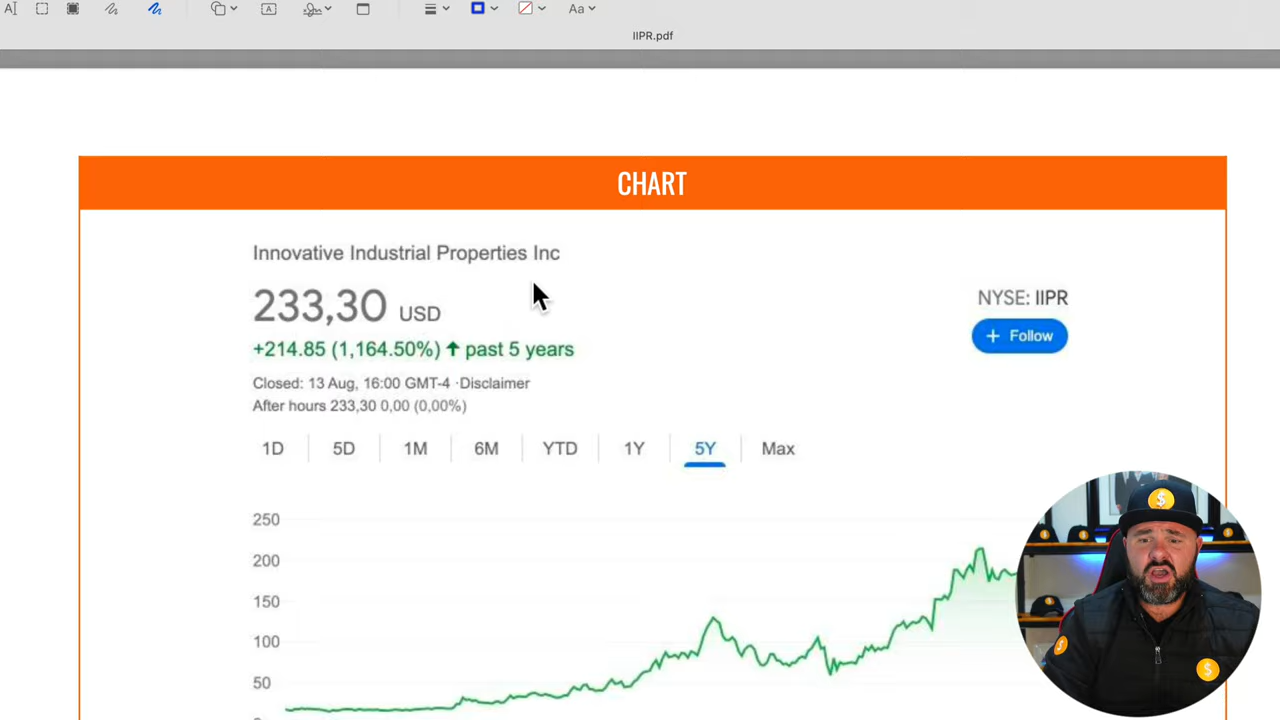 A
Aa
IIPR.pdf
CHART
Innovative Industrial Properties Inc
233,30 USD
NYSE: IIPR
+ Follow
+214.85 (1,164.50%) ↑ past 5 years
Closed: 13 Aug, 16:00 GMT-4 ·Disclaimer
After hours 233,30 0,00 (0,00%)
1D 5D 1M 6M YTD 1Y 5Y Max
250
200
150
100
50
$
$